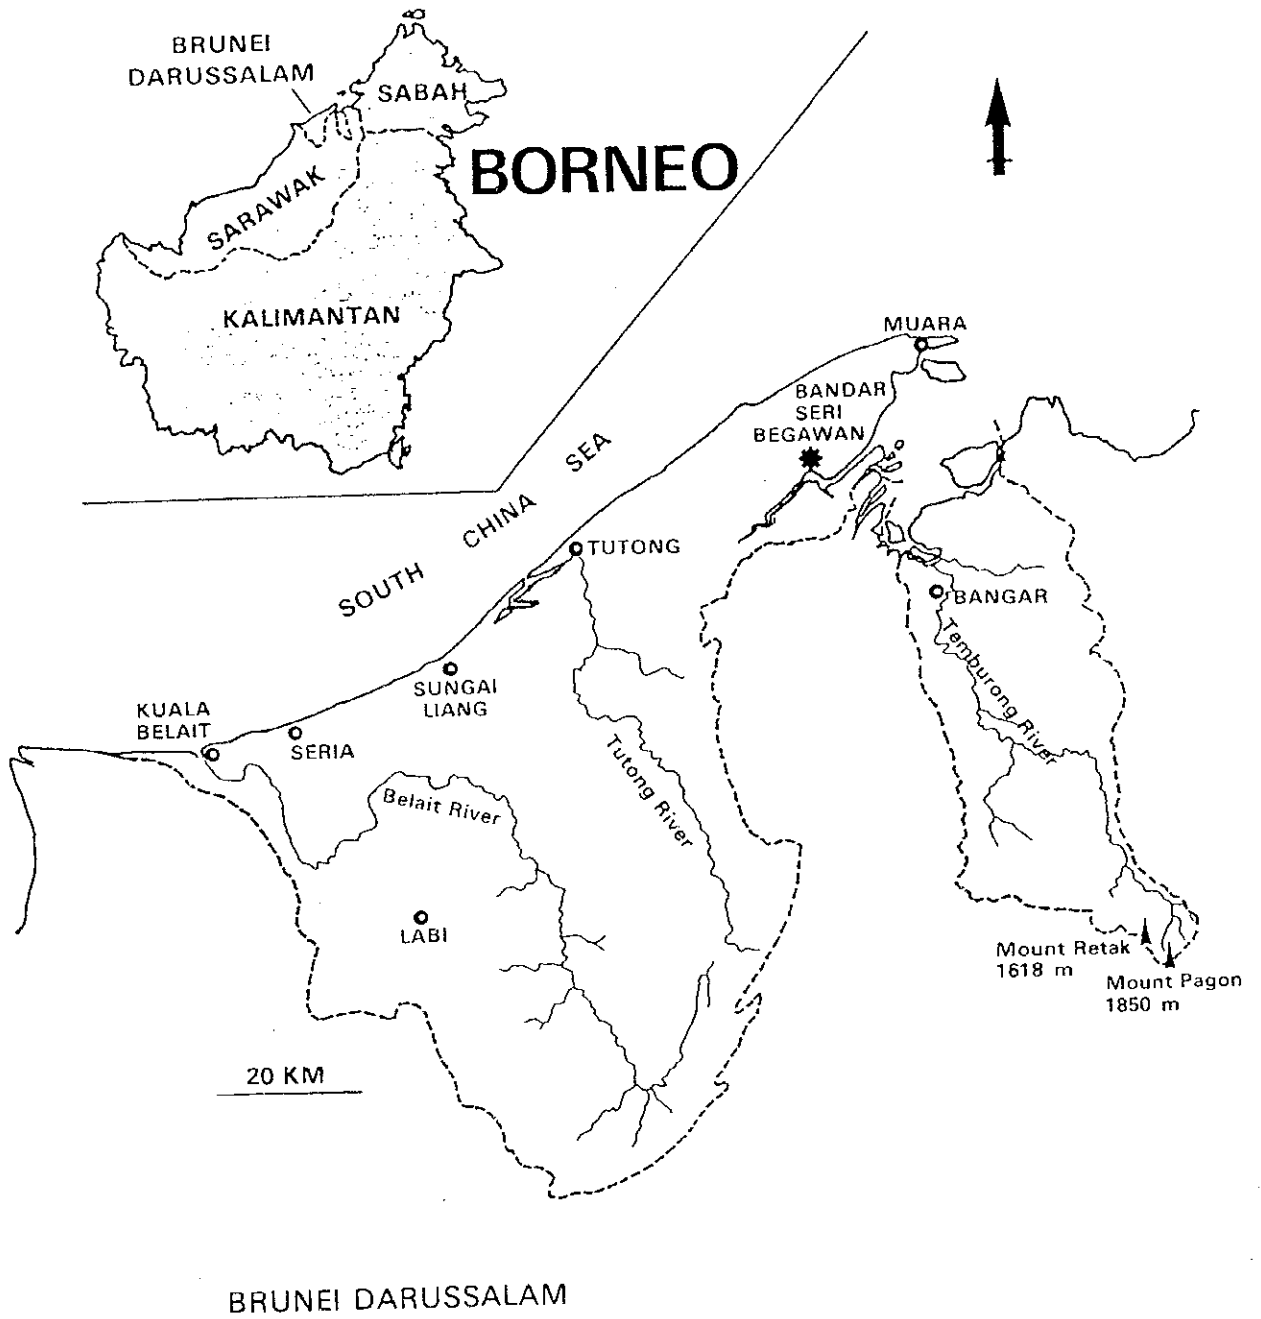 BRUNEI
DARUSSALAM
SABAH
BORNEO
SARAWAK
KALIMANTAN
MUARA
BANDAR
SERI
BEGAWAN
SOUTH CHINA SEA
TUTONG
BANGAR
Temburong River
SUNGAI
LIANG
KUALA
BELAIT
SERIA
Tutong River
Belait River
LABI
Mount Retak
1618 m
Mount Pagon
1850 m
20 KM
BRUNEI DARUSSALAM